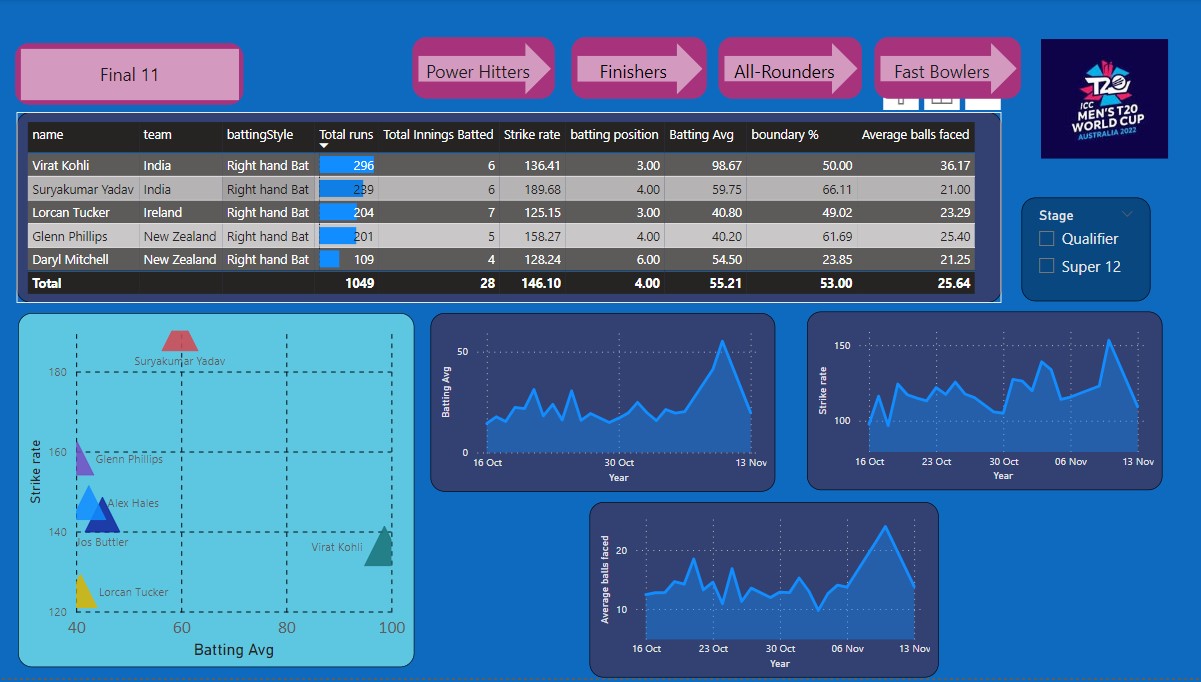 Final 11
Power Hitters
Finishers
All-Rounders
Fast Bowlers
T20
ICC
MEN'S T20
WORLD CUP
AUSTRALIA 2022
name team battingStyle Total runs Total Innings Batted Strike rate batting position Batting Avg boundary % Average balls faced
Virat Kohli India Right hand Bat 296 6 136.41 3.00 98.67 50.00 36.17
Suryakumar Yadav India Right hand Bat 239 6 189.68 4.00 59.75 66.11 21.00
Lorcan Tucker Ireland Right hand Bat 204 7 125.15 3.00 40.80 49.02 23.29
Glenn Phillips New Zealand Right hand Bat 201 5 158.27 4.00 40.20 61.69 25.40
Daryl Mitchell New Zealand Right hand Bat 109 4 128.24 6.00 54.50 23.85 21.25
Total 1049 28 146.10 4.00 55.21 53.00 25.64
Stage
Qualifier
Super 12
Strike rate
180
160
140
120
Suryakumar Yadav
Glenn Phillips
Alex Hales
Jos Buttler
Virat Kohli
Lorcan Tucker
40 60 80 100
Batting Avg
Batting Avg
50
0
16 Oct 30 Oct 13 Nov
Year
Strike rate
150
100
16 Oct 23 Oct 30 Oct 06 Nov 13 Nov
Year
Average balls faced
20
10
16 Oct 23 Oct 30 Oct 06 Nov 13 Nov
Year